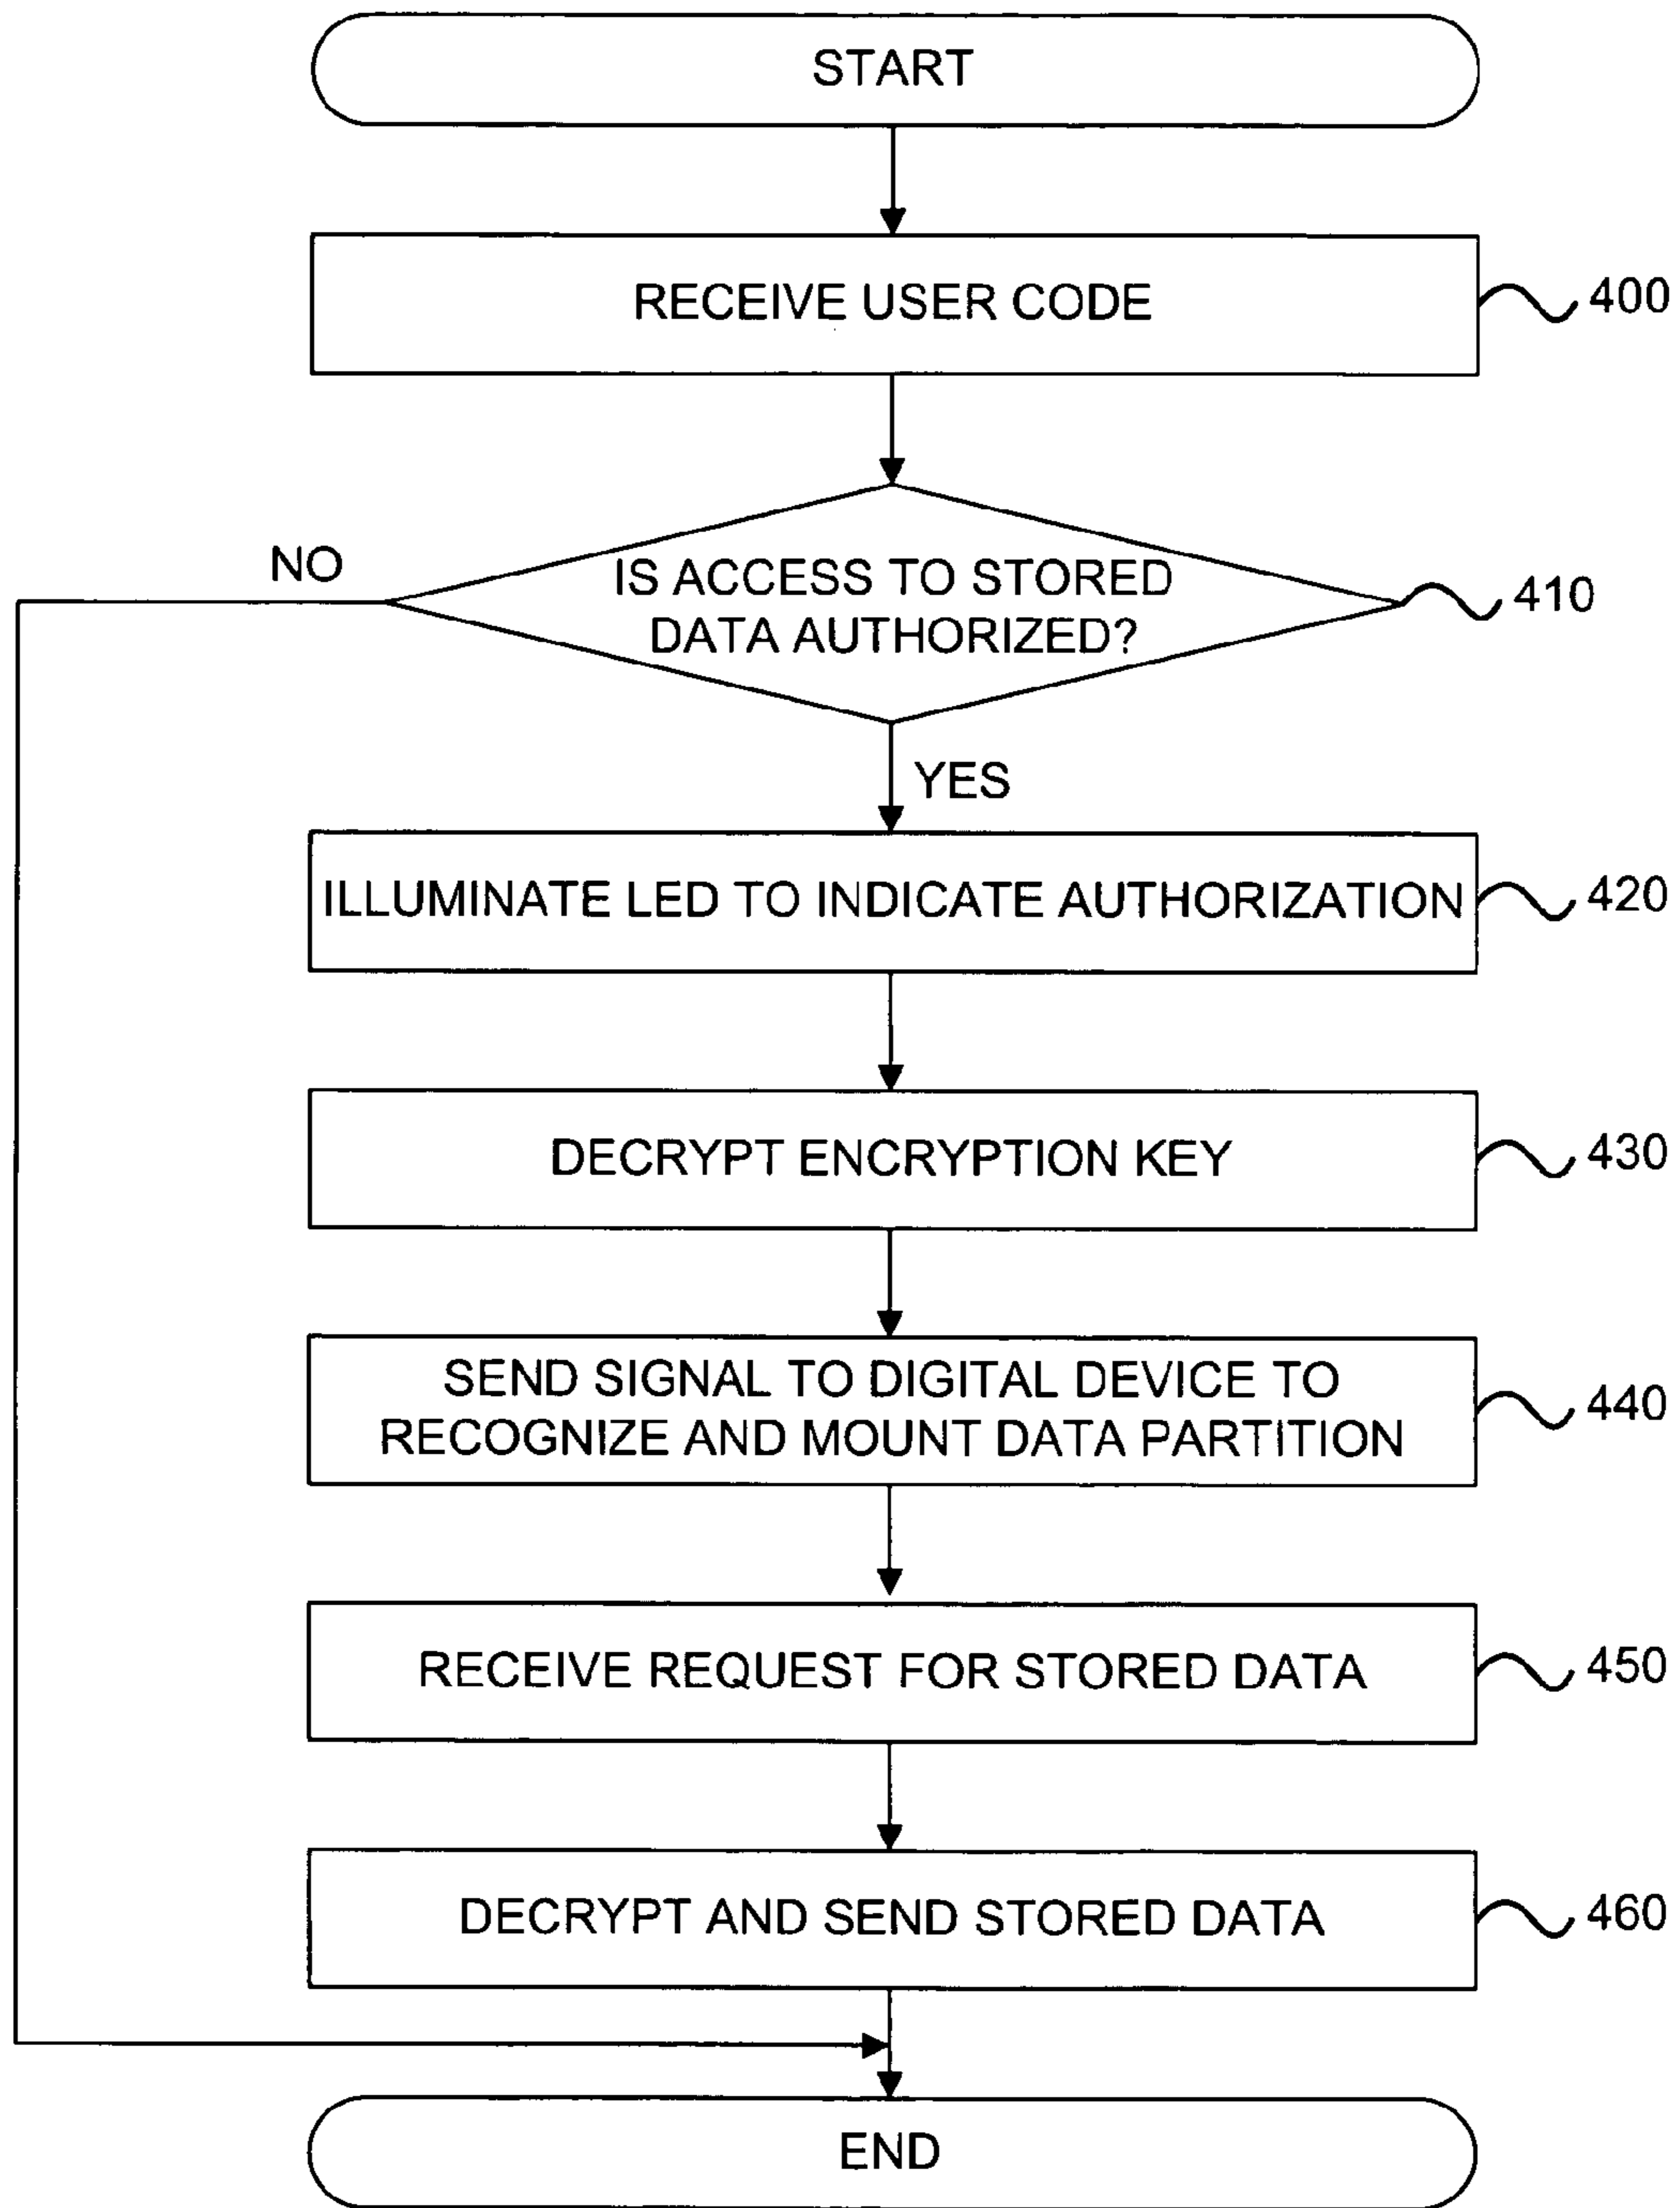 START
RECEIVE USER CODE
400
NO
IS ACCESS TO STORED
DATA AUTHORIZED?
410
YES
ILLUMINATE LED TO INDICATE AUTHORIZATION
420
DECRYPT ENCRYPTION KEY
430
SEND SIGNAL TO DIGITAL DEVICE TO
RECOGNIZE AND MOUNT DATA PARTITION
440
RECEIVE REQUEST FOR STORED DATA
450
DECRYPT AND SEND STORED DATA
460
END